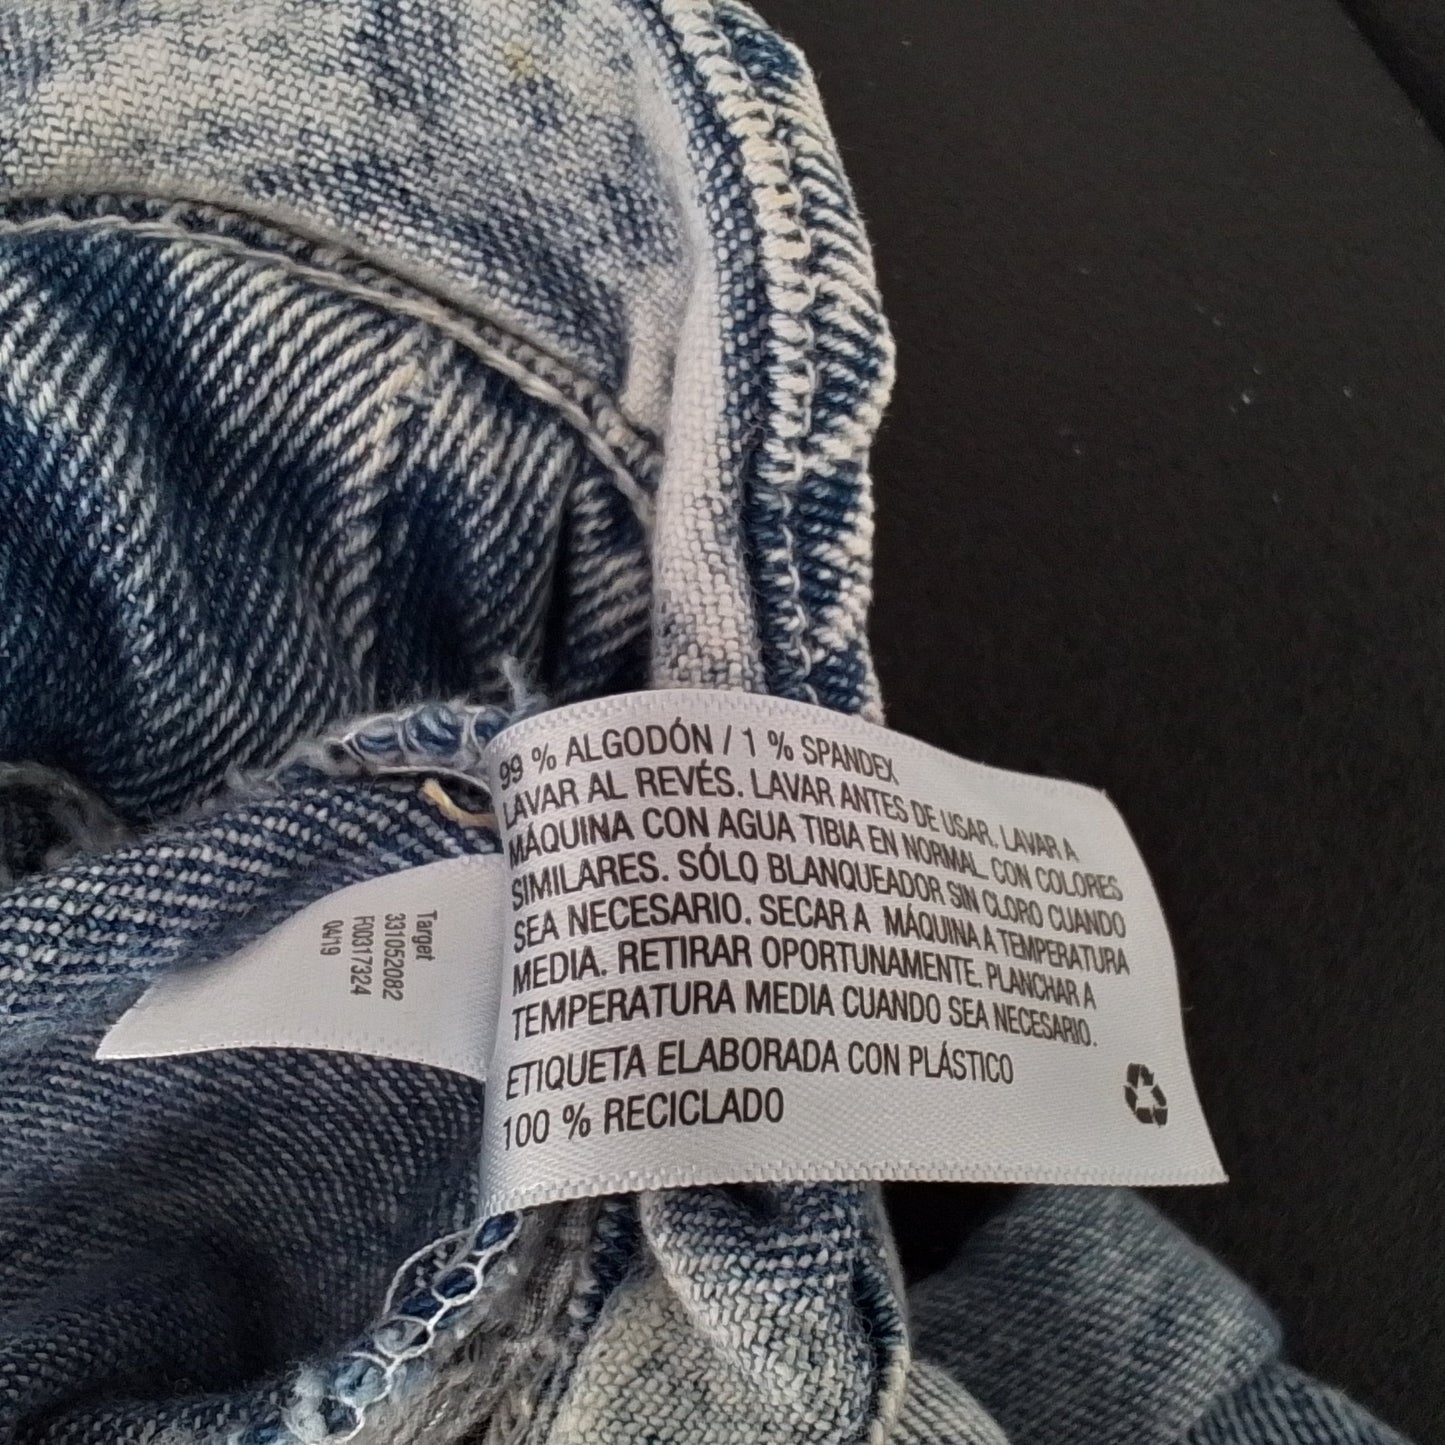 99 % ALGODÓN / 1 % SPANDEX
LAVAR AL REVÉS. LAVAR ANTES DE USAR. LAVAR A
MÁQUINA CON AGUA TIBIA EN NORMAL CON COLORES
SIMILARES. SÓLO BLANQUEADOR SIN CLORO CUANDO
SEA NECESARIO. SECAR A MÁQUINA A TEMPERATURA
MEDIA. RETIRAR OPORTUNAMENTE. PLANCHAR A
TEMPERATURA MEDIA CUANDO SEA NECESARIO.
ETIQUETA ELABORADA CON PLÁSTICO
100 % RECICLADO
Target
331052082
R0317324
04/19